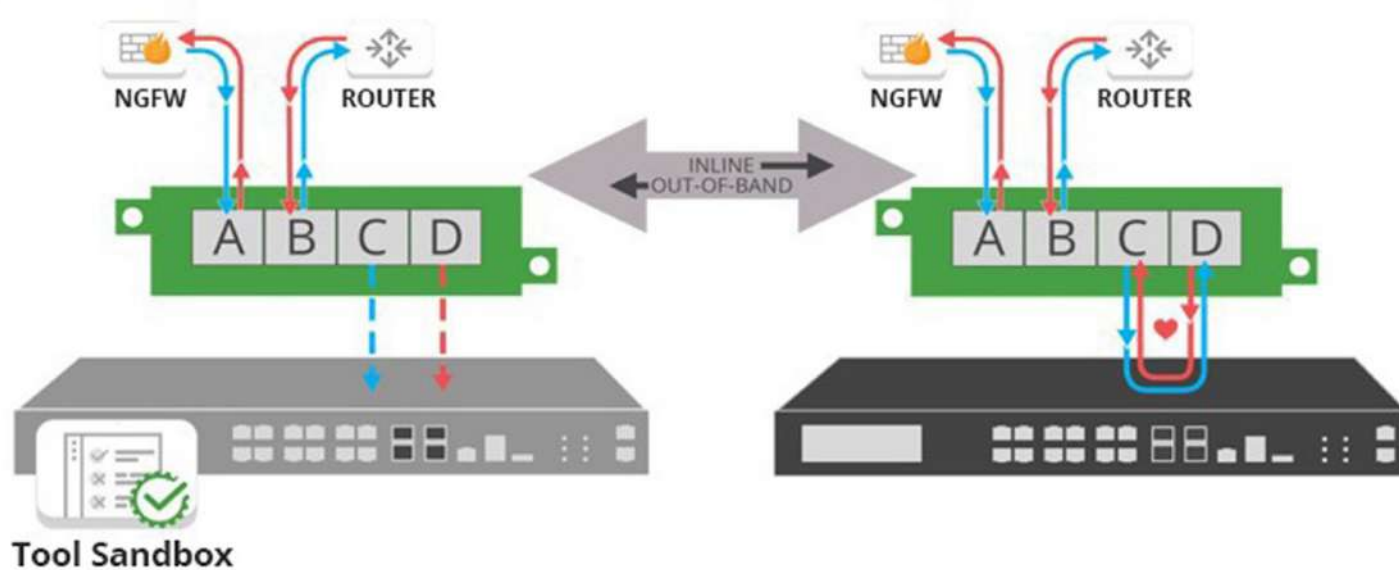 NGFW
ROUTER
A B C D
INLINE
OUT-OF-BAND
NGFW
ROUTER
A B C D
Tool Sandbox